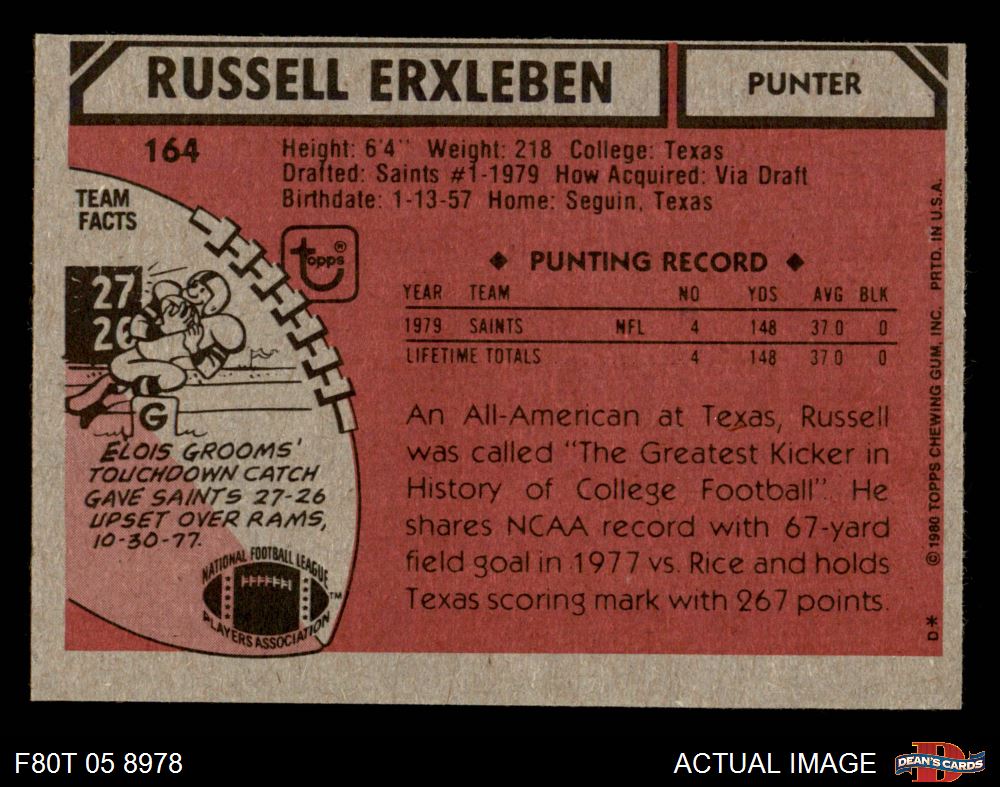 RUSSELL ERXLEBEN
PUNTER
164
Height: 6'4" Weight: 218 College: Texas
Drafted: Saints #1-1979 How Acquired: Via Draft
Birthdate: 1-13-57 Home: Seguin, Texas
TEAM
FACTS
27
26
G
ELOIS GROOMS'
TOUCHDOWN CATCH
GAVE SAINTS 27-26
UPSET OVER RAMS,
10-30-77.
NATIONAL FOOTBALL LEAGUE
PLAYERS ASSOCIATION
TM
topps®
◆ PUNTING RECORD ◆
YEAR TEAM NO YDS AVG BLK
1979 SAINTS NFL 4 148 37 0 0
LIFETIME TOTALS 4 148 37 0 0
An All-American at Texas, Russell
was called "The Greatest Kicker in
History of College Football". He
shares NCAA record with 67-yard
field goal in 1977 vs. Rice and holds
Texas scoring mark with 267 points.
D* © 1980 TOPPS CHEWING GUM, INC. PRTD. IN U.S.A.
F80T 05 8978
ACTUAL IMAGE
DEAN'S CARDS